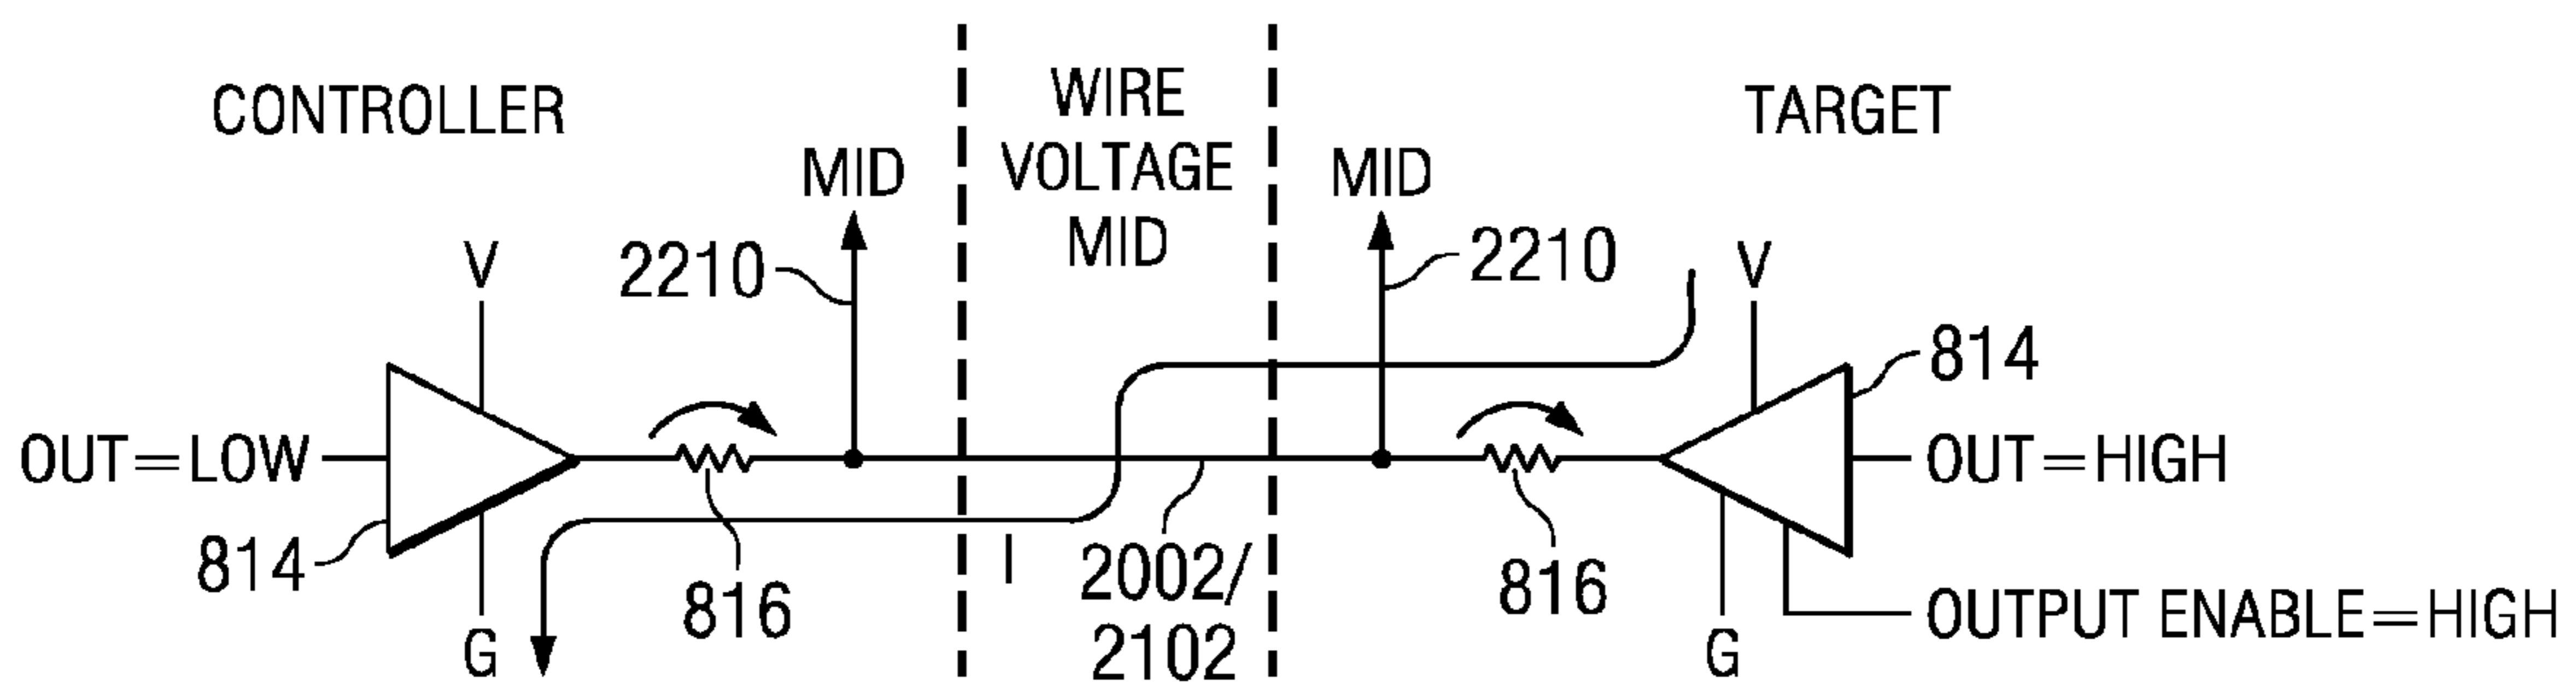 CONTROLLER
WIRE
VOLTAGE
MID
TARGET
MID
MID
V
2210
2210
V
814
OUT=LOW
OUT=HIGH
814
816
I
2002/
2102
816
OUTPUT ENABLE=HIGH
G
G